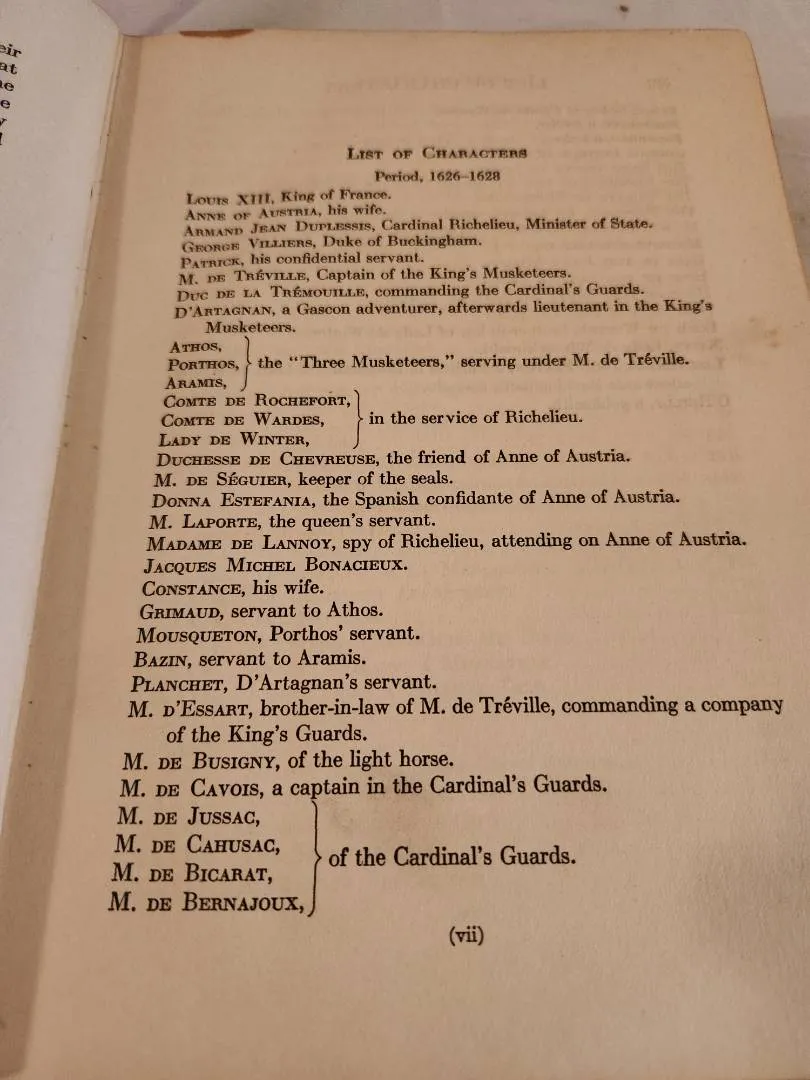 eir
at
LIST OF CHARACTERS
Period, 1626–1628
LOUIS XIII, King of France.
ANNE OF AUSTRIA, his wife.
ARMAND JEAN DUPLESSIS, Cardinal Richelieu, Minister of State.
GEORGE VILLIERS, Duke of Buckingham.
PATRICK, his confidential servant.
M. DE TRÉVILLE, Captain of the King's Musketeers.
DUC DE LA TRÉMOUILLE, commanding the Cardinal's Guards.
D'ARTAGNAN, a Gascon adventurer, afterwards lieutenant in the King's
Musketeers.
ATHOS,
PORTHOS, the "Three Musketeers," serving under M. de Tréville.
ARAMIS,
COMTE DE ROCHEFORT,
COMTE DE WARDES, in the service of Richelieu.
LADY DE WINTER,
DUCHESSE DE CHEVREUSE, the friend of Anne of Austria.
M. DE SÉGUIER, keeper of the seals.
DONNA ESTEFANIA, the Spanish confidante of Anne of Austria.
M. LAPORTE, the queen's servant.
MADAME DE LANNOY, spy of Richelieu, attending on Anne of Austria.
JACQUES MICHEL BONACIEUX.
CONSTANCE, his wife.
GRIMAUD, servant to Athos.
MOUSQUETON, Porthos' servant.
BAZIN, servant to Aramis.
PLANCHET, D'Artagnan's servant.
M. D'ESSART, brother-in-law of M. de Tréville, commanding a company
of the King's Guards.
M. DE BUSIGNY, of the light horse.
M. DE CAVOIS, a captain in the Cardinal's Guards.
M. DE JUSSAC,
M. DE CAHUSAC,
of the Cardinal's Guards.
M. DE BICARAT,
M. DE BERNAJOUX,
(vii)